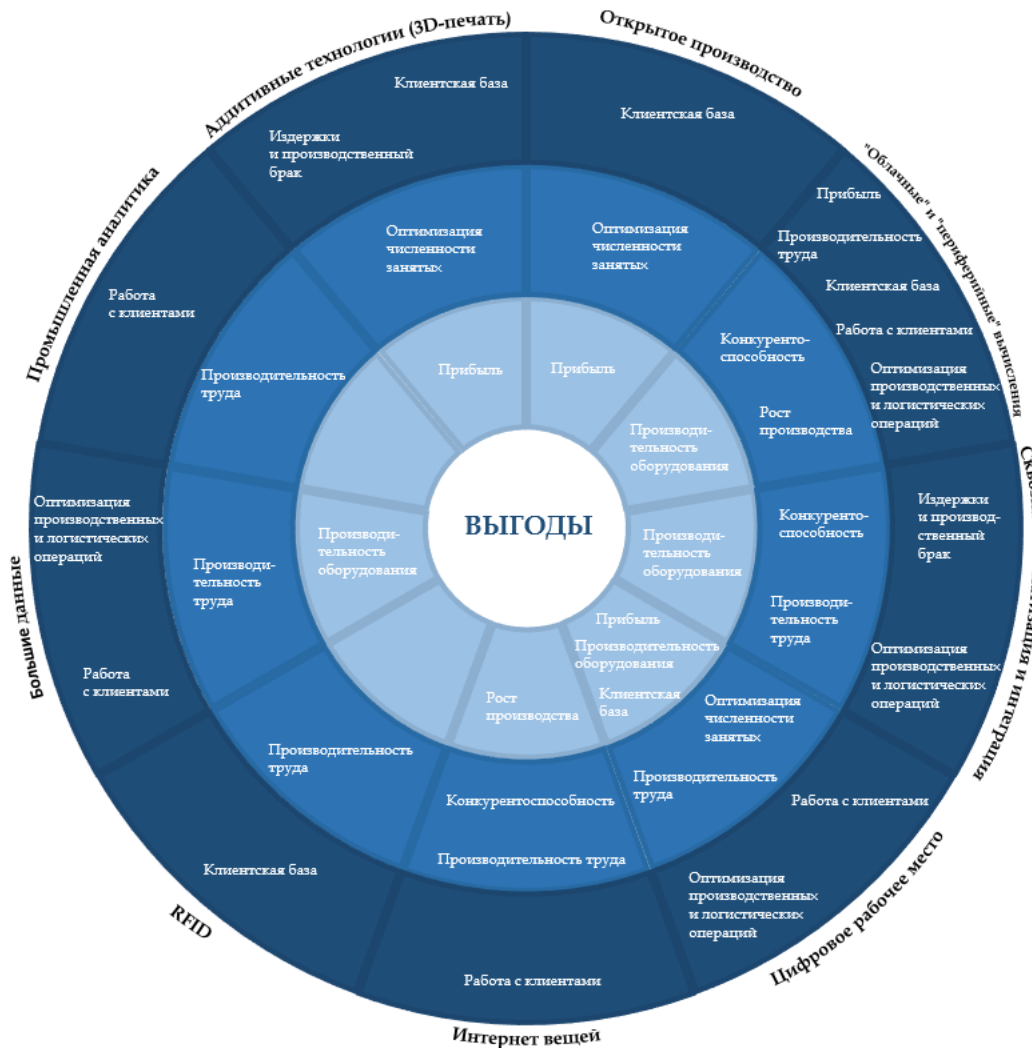 Аддитивные технологии (3D-печать)
Открытое производство
"Облачные" и "периферийные" вычисления
и интеграция
Цифровое рабочее место
Интернет вещей
RFID
Большие данные
Промышленная аналитика
Клиентская база
Издержки
и производственный
брак
Оптимизация
численности
занятых
Прибыль
Клиентская база
Оптимизация
численности
занятых
Прибыль
Прибыль
Производительность
труда
Клиентская база
Работа с клиентами
Оптимизация
производственных
и логистических
операций
Конкуренто-
способность
Рост
производства
Производи-
тельность
оборудования
Издержки
и производ-
ственный
брак
Оптимизация
производственных
и логистических
операций
Конкуренто-
способность
Производи-
тельность
труда
Производи-
тельность
оборудования
Работа с клиентами
Оптимизация
производственных
и логистических
операций
Оптимизация
численности
занятых
Производительность
труда
Прибыль
Производительность
оборудования
Клиентская
база
Работа с клиентами
Конкурентоспособность
Производительность труда
Рост
производства
Клиентская база
Производительность
труда
Оптимизация
производственных
и логистических
операций
Работа
с клиентами
Производи-
тельность
труда
Производи-
тельность
оборудования
Работа
с клиентами
Производительность
труда
ВЫГОДЫ